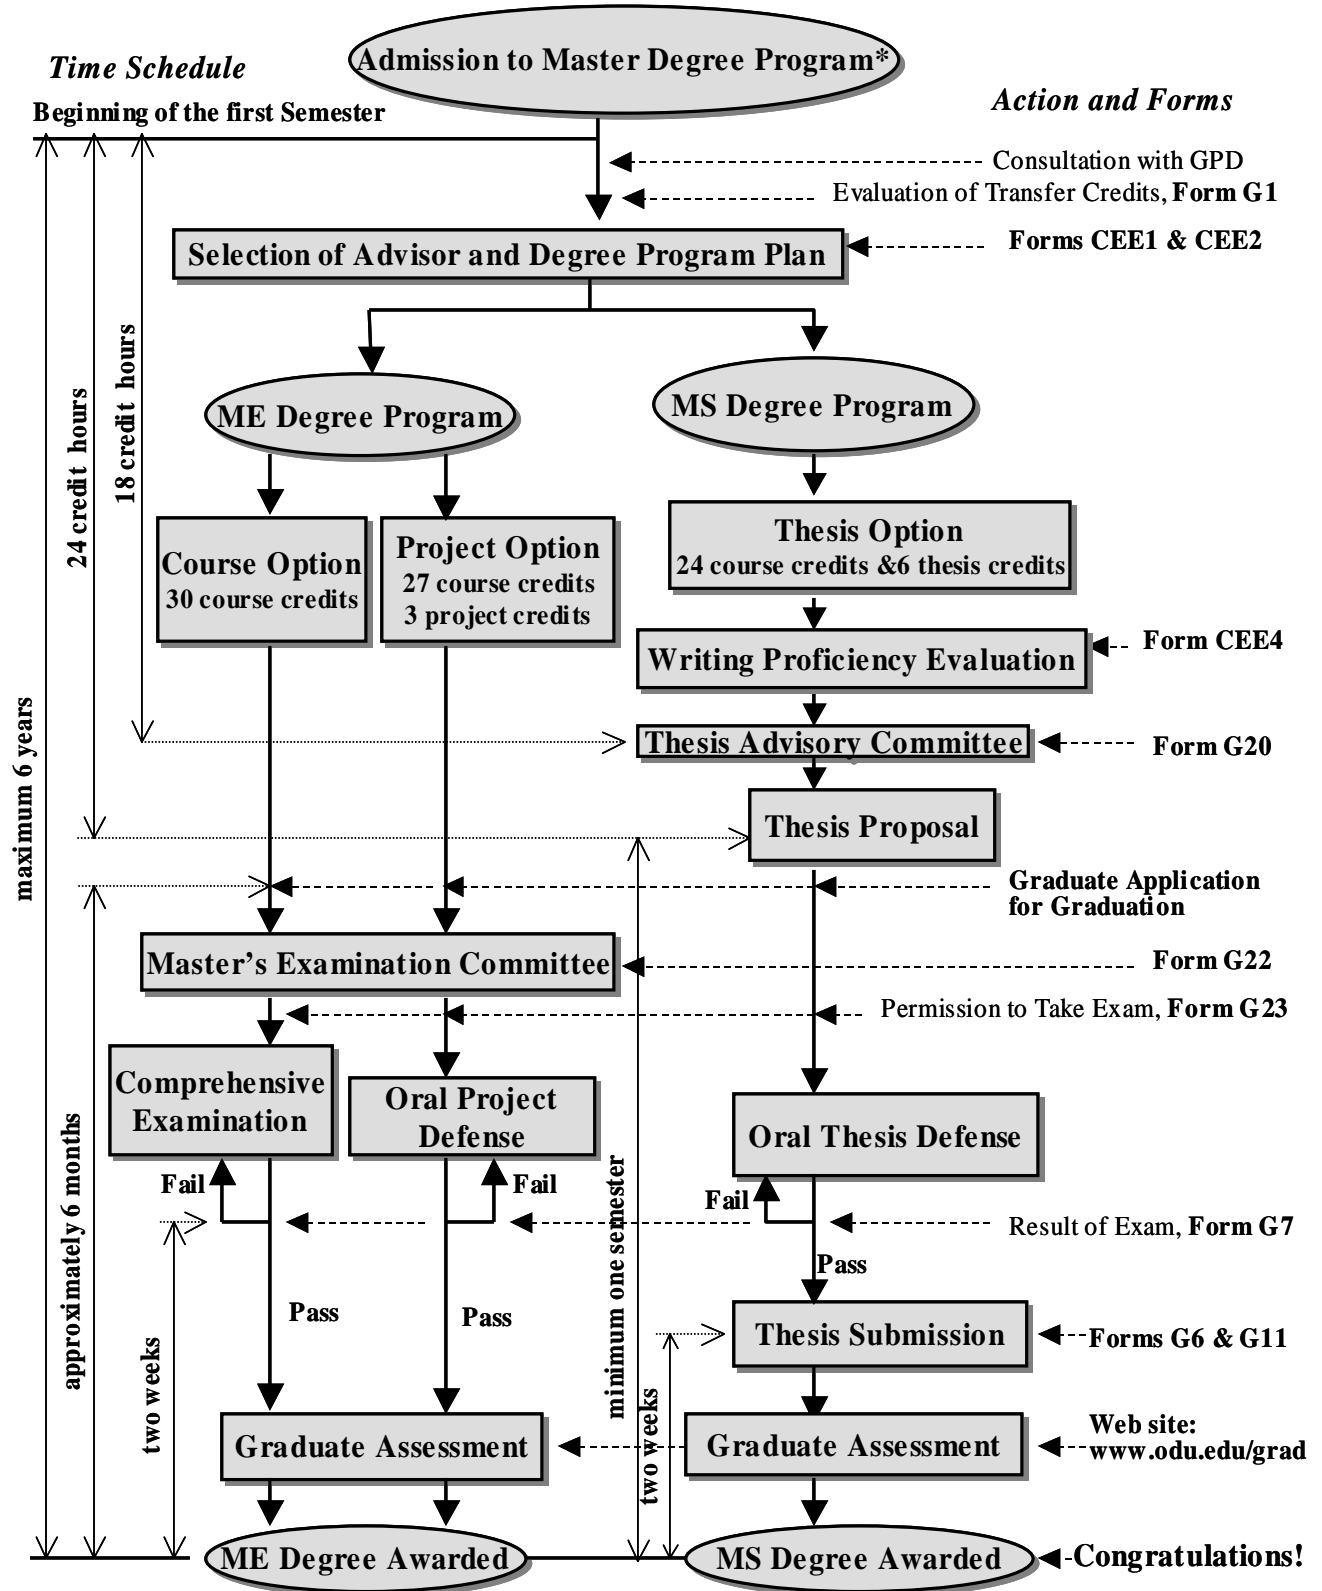 Admission to Master Degree Program*
Time Schedule
Beginning of the first Semester
Action and Forms
Consultation with GPD
Evaluation of Transfer Credits, Form G1
Selection of Advisor and Degree Program Plan
Forms CEE1 & CEE2
24 credit hours
18 credit hours
maximum 6 years
ME Degree Program
MS Degree Program
Course Option
30 course credits
Project Option
27 course credits
3 project credits
Thesis Option
24 course credits &6 thesis credits
Writing Proficiency Evaluation
Form CEE4
Thesis Advisory Committee
Form G20
Thesis Proposal
Graduate Application
for Graduation
Master's Examination Committee
Form G22
Permission to Take Exam, Form G23
Comprehensive
Examination
Oral Project
Defense
Oral Thesis Defense
approximately 6 months
minimum one semester
Fail
Fail
Fail
Result of Exam, Form G7
Pass
Pass
Pass
two weeks
two weeks
Thesis Submission
Forms G6 & G11
Graduate Assessment
Graduate Assessment
Web site:
www.odu.edu/grad
ME Degree Awarded
MS Degree Awarded
Congratulations!